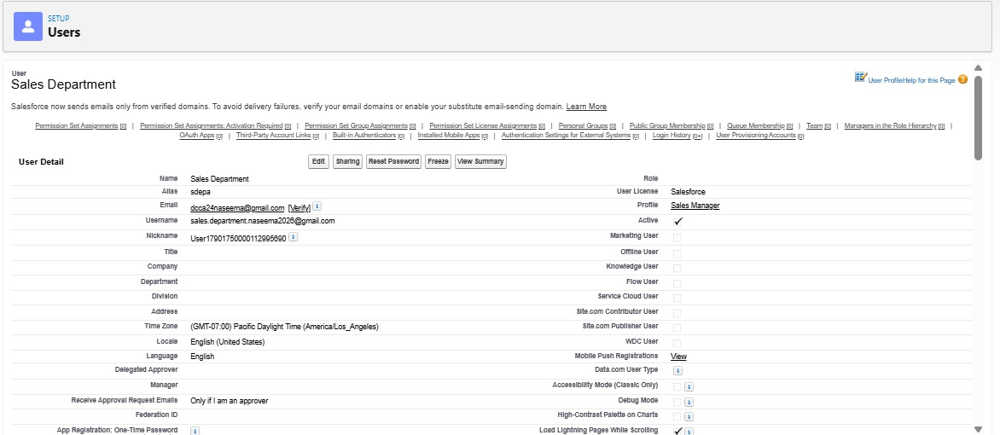 SETUP
Users
User
Sales Department
User Profile Help for this Page
Salesforce now sends emails only from verified domains. To avoid delivery failures, verify your email domains or enable your substitute email-sending domain. Learn More
Permission Set Assignments [0] | Permission Set Assignments: Activation Required [0] | Permission Set Group Assignments [0] | Permission Set License Assignments [0] | Personal Groups [0] | Public Group Membership [0] | Queue Membership [0] | Team [0] | Managers in the Role Hierarchy [0] |
OAuth Apps [0] | Third-Party Account Links [0] | Built-in Authenticators [0] | Installed Mobile Apps [0] | Authentication Settings for External Systems [0] | Login History [0+] | User Provisioning Accounts [0]
User Detail Edit Sharing Reset Password Freeze View Summary
Name Sales Department Role
Alias sdepa User License Salesforce
Email dcca24naseema@gmail.com [Verify] i Profile Sales Manager
Username sales.department.naseema2026@gmail.com Active
Nickname User17901750000112995690 i Marketing User
Title Offline User
Company Knowledge User
Department Flow User
Division Service Cloud User
Address Site.com Contributor User
Time Zone (GMT-07:00) Pacific Daylight Time (America/Los_Angeles) Site.com Publisher User
Locale English (United States) WDC User
Language English Mobile Push Registrations View
Delegated Approver Data.com User Type i
Manager Accessibility Mode (Classic Only) i
Receive Approval Request Emails Only if I am an approver Debug Mode i
Federation ID High-Contrast Palette on Charts i
App Registration: One-Time Password i Load Lightning Pages While Scrolling i